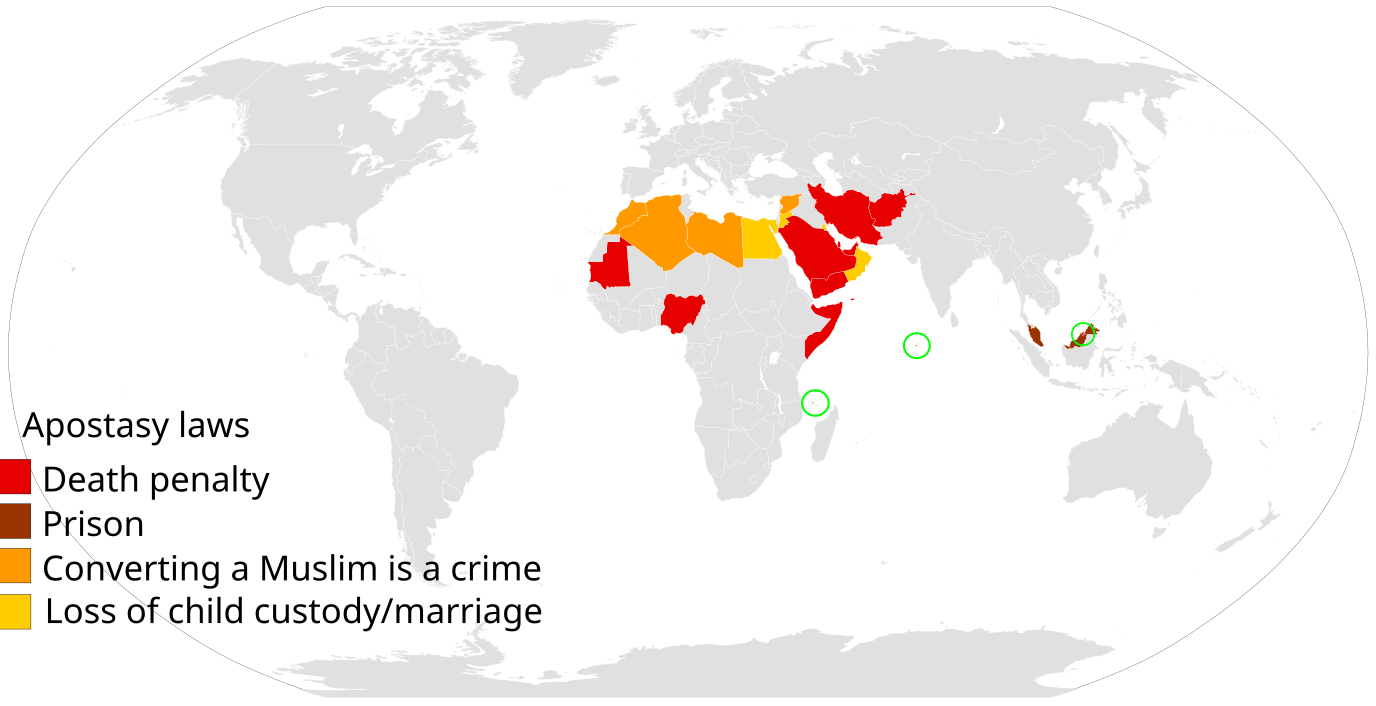 Apostasy laws
Death penalty
Prison
Converting a Muslim is a crime
Loss of child custody/marriage